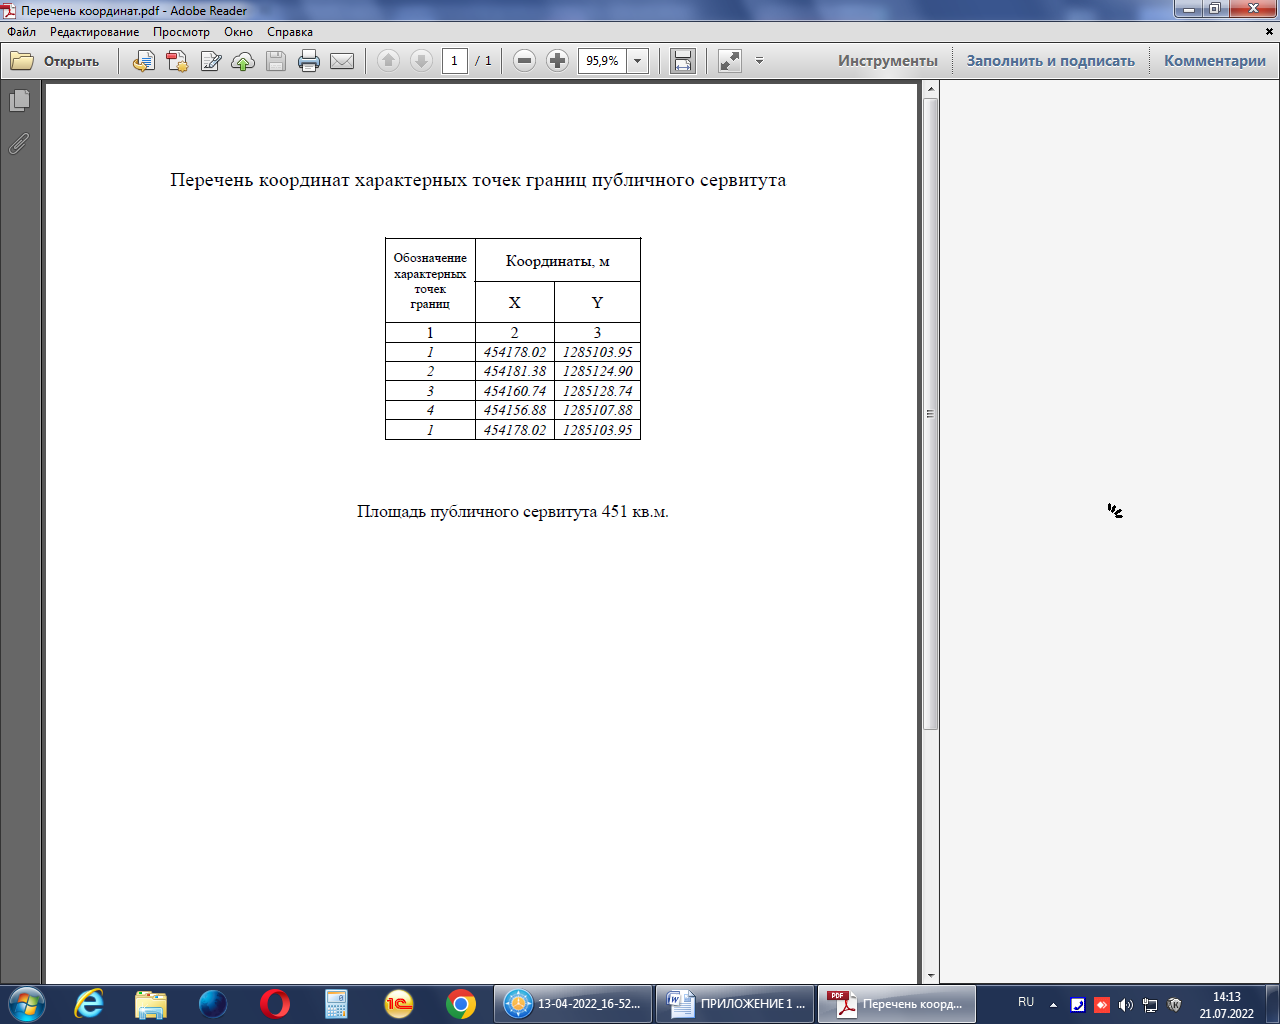 Перечень координат.pdf - Adobe Reader
Файл Редактирование Просмотр Окно Справка
Открыть 1 / 1 95,9% Инструменты Заполнить и подписать Комментарии
Перечень координат характерных точек границ публичного сервитута
Обозначение характерных точек границ
Координаты, м
X Y
1 2 3
1 454178.02 1285103.95
2 454181.38 1285124.90
3 454160.74 1285128.74
4 454156.88 1285107.88
1 454178.02 1285103.95
Площадь публичного сервитута 451 кв.м.
13-04-2022_16-52... ПРИЛОЖЕНИЕ 1 ... Перечень коорд... RU 14:13
21.07.2022